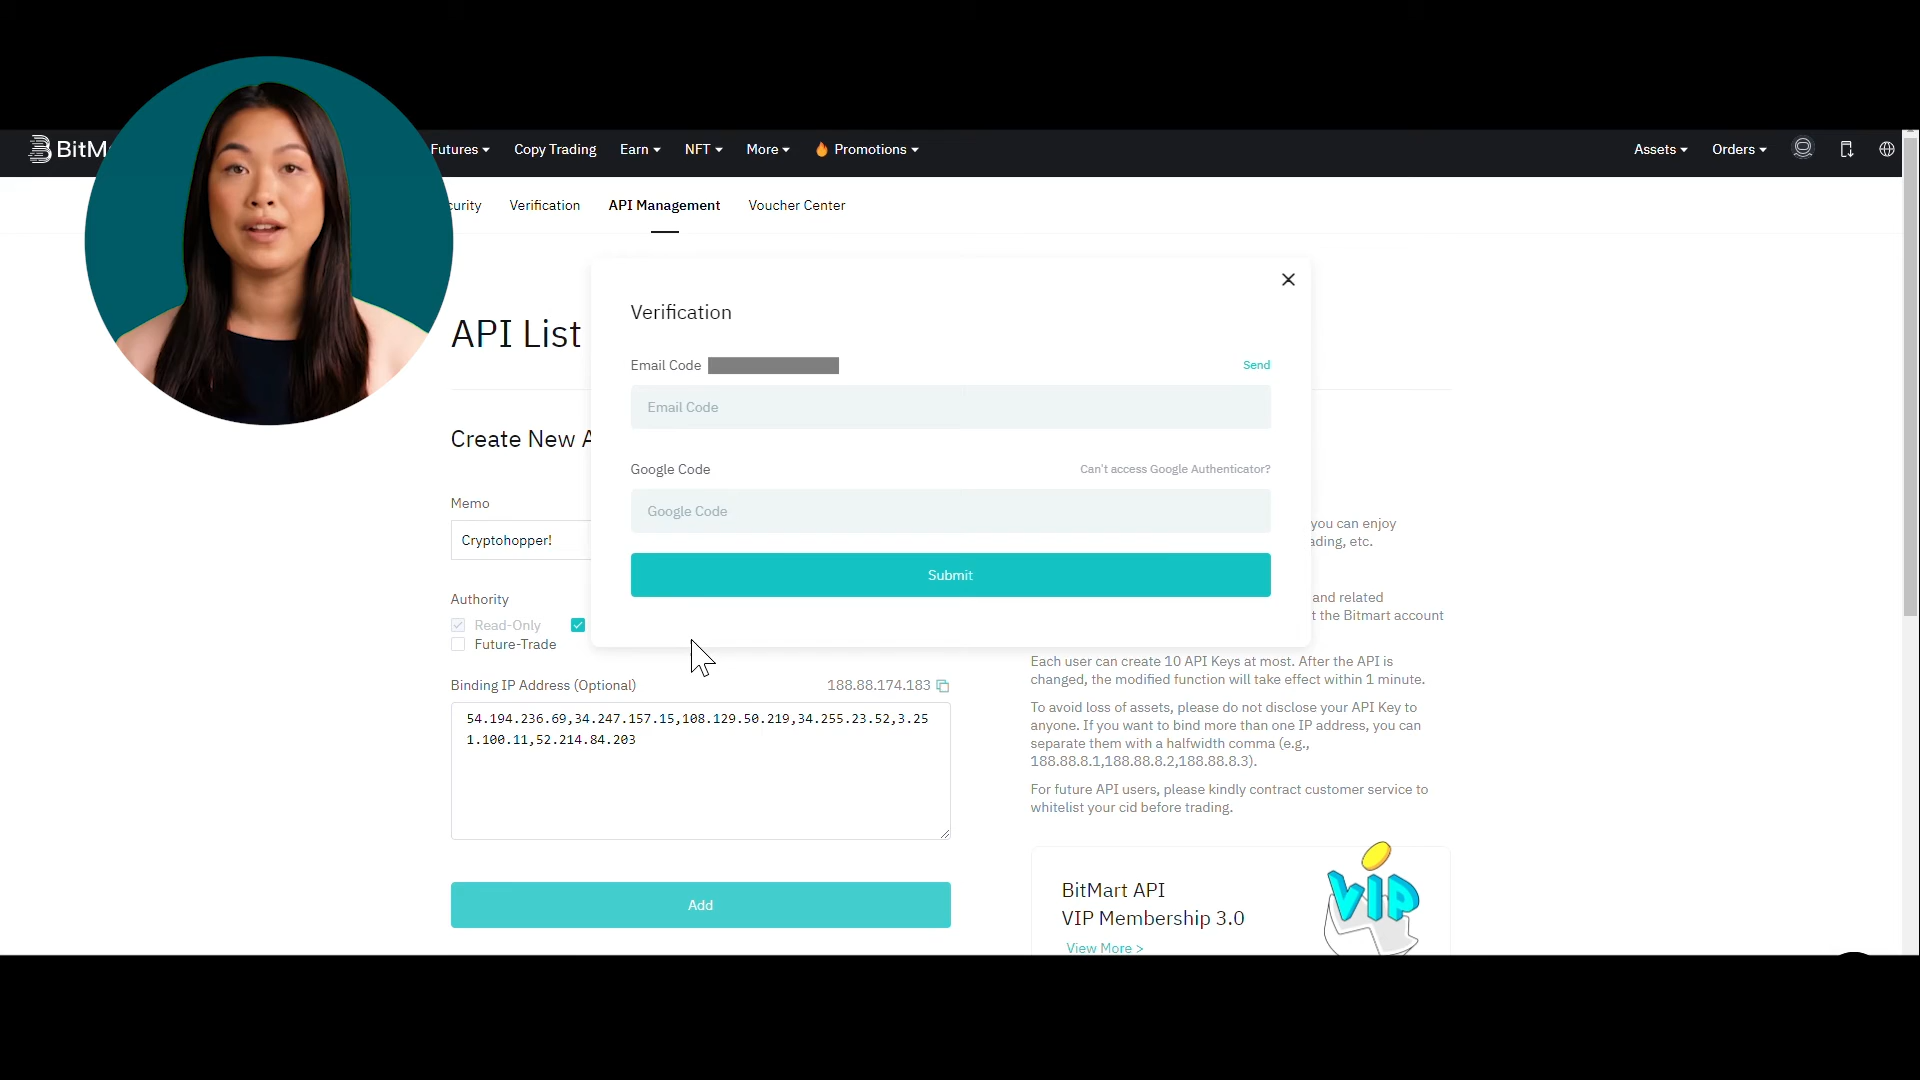 BitM
Futures Copy Trading Earn NFT More Promotions Assets Orders
curity Verification API Management Voucher Center
API List
Create New A
Memo
Cryptohopper!
Authority
Read-Only
Future-Trade
Binding IP Address (Optional) 188.88.174.183
54.194.236.69,34.247.157.15,108.129.50.219,34.255.23.52,3.25
1.100.11,52.214.84.203
Add
Verification
Email Code Send
Email Code
Google Code Can't access Google Authenticator?
Google Code
Submit
you can enjoy
ading, etc.
and related
t the Bitmart account
Each user can create 10 API Keys at most. After the API is
changed, the modified function will take effect within 1 minute.
To avoid loss of assets, please do not disclose your API Key to
anyone. If you want to bind more than one IP address, you can
separate them with a halfwidth comma (e.g.,
188.88.8.1,188.88.8.2,188.88.8.3).
For future API users, please kindly contract customer service to
whitelist your cid before trading.
BitMart API
VIP Membership 3.0
View More >
VIP